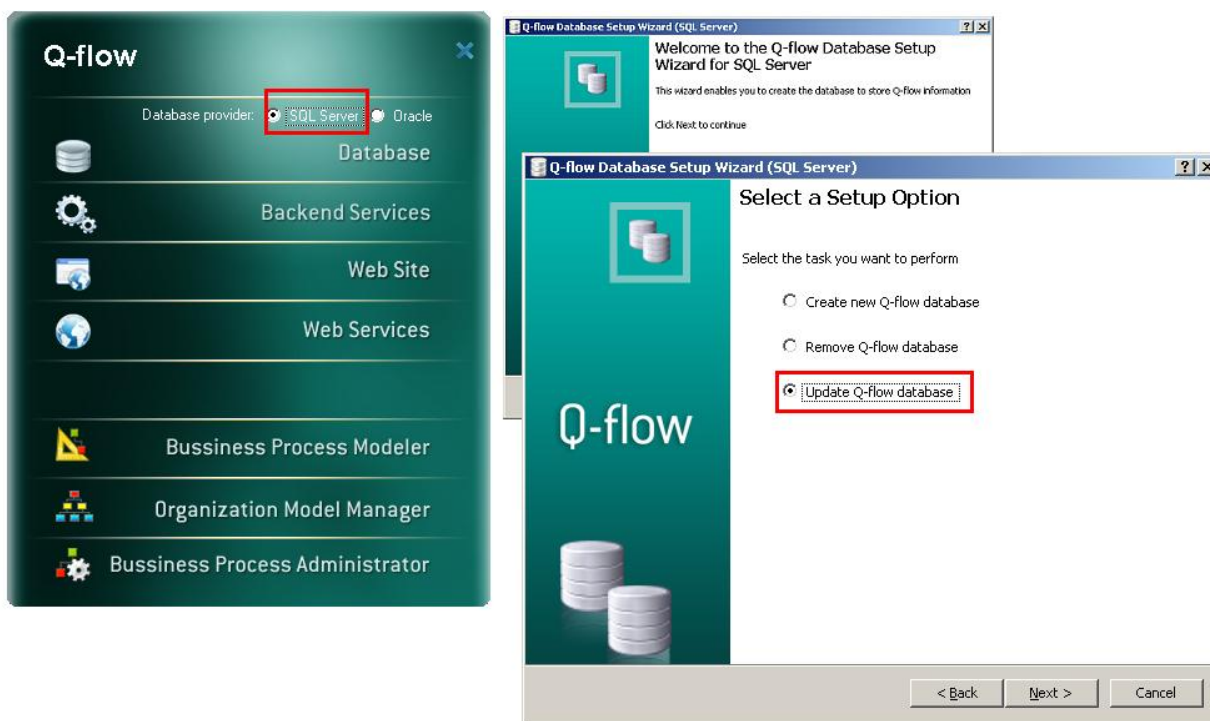 Q-flow
Database provider: SQL Server Oracle
Database
Backend Services
Web Site
Web Services
Bussiness Process Modeler
Organization Model Manager
Bussiness Process Administrator
Q-flow Database Setup Wizard (SQL Server)
Welcome to the Q-flow Database Setup
Wizard for SQL Server
This wizard enables you to create the database to store Q-flow information
Click Next to continue
Q-flow Database Setup Wizard (SQL Server)
Select a Setup Option
Select the task you want to perform
Create new Q-flow database
Remove Q-flow database
Update Q-flow database
Q-flow
< Back Next > Cancel